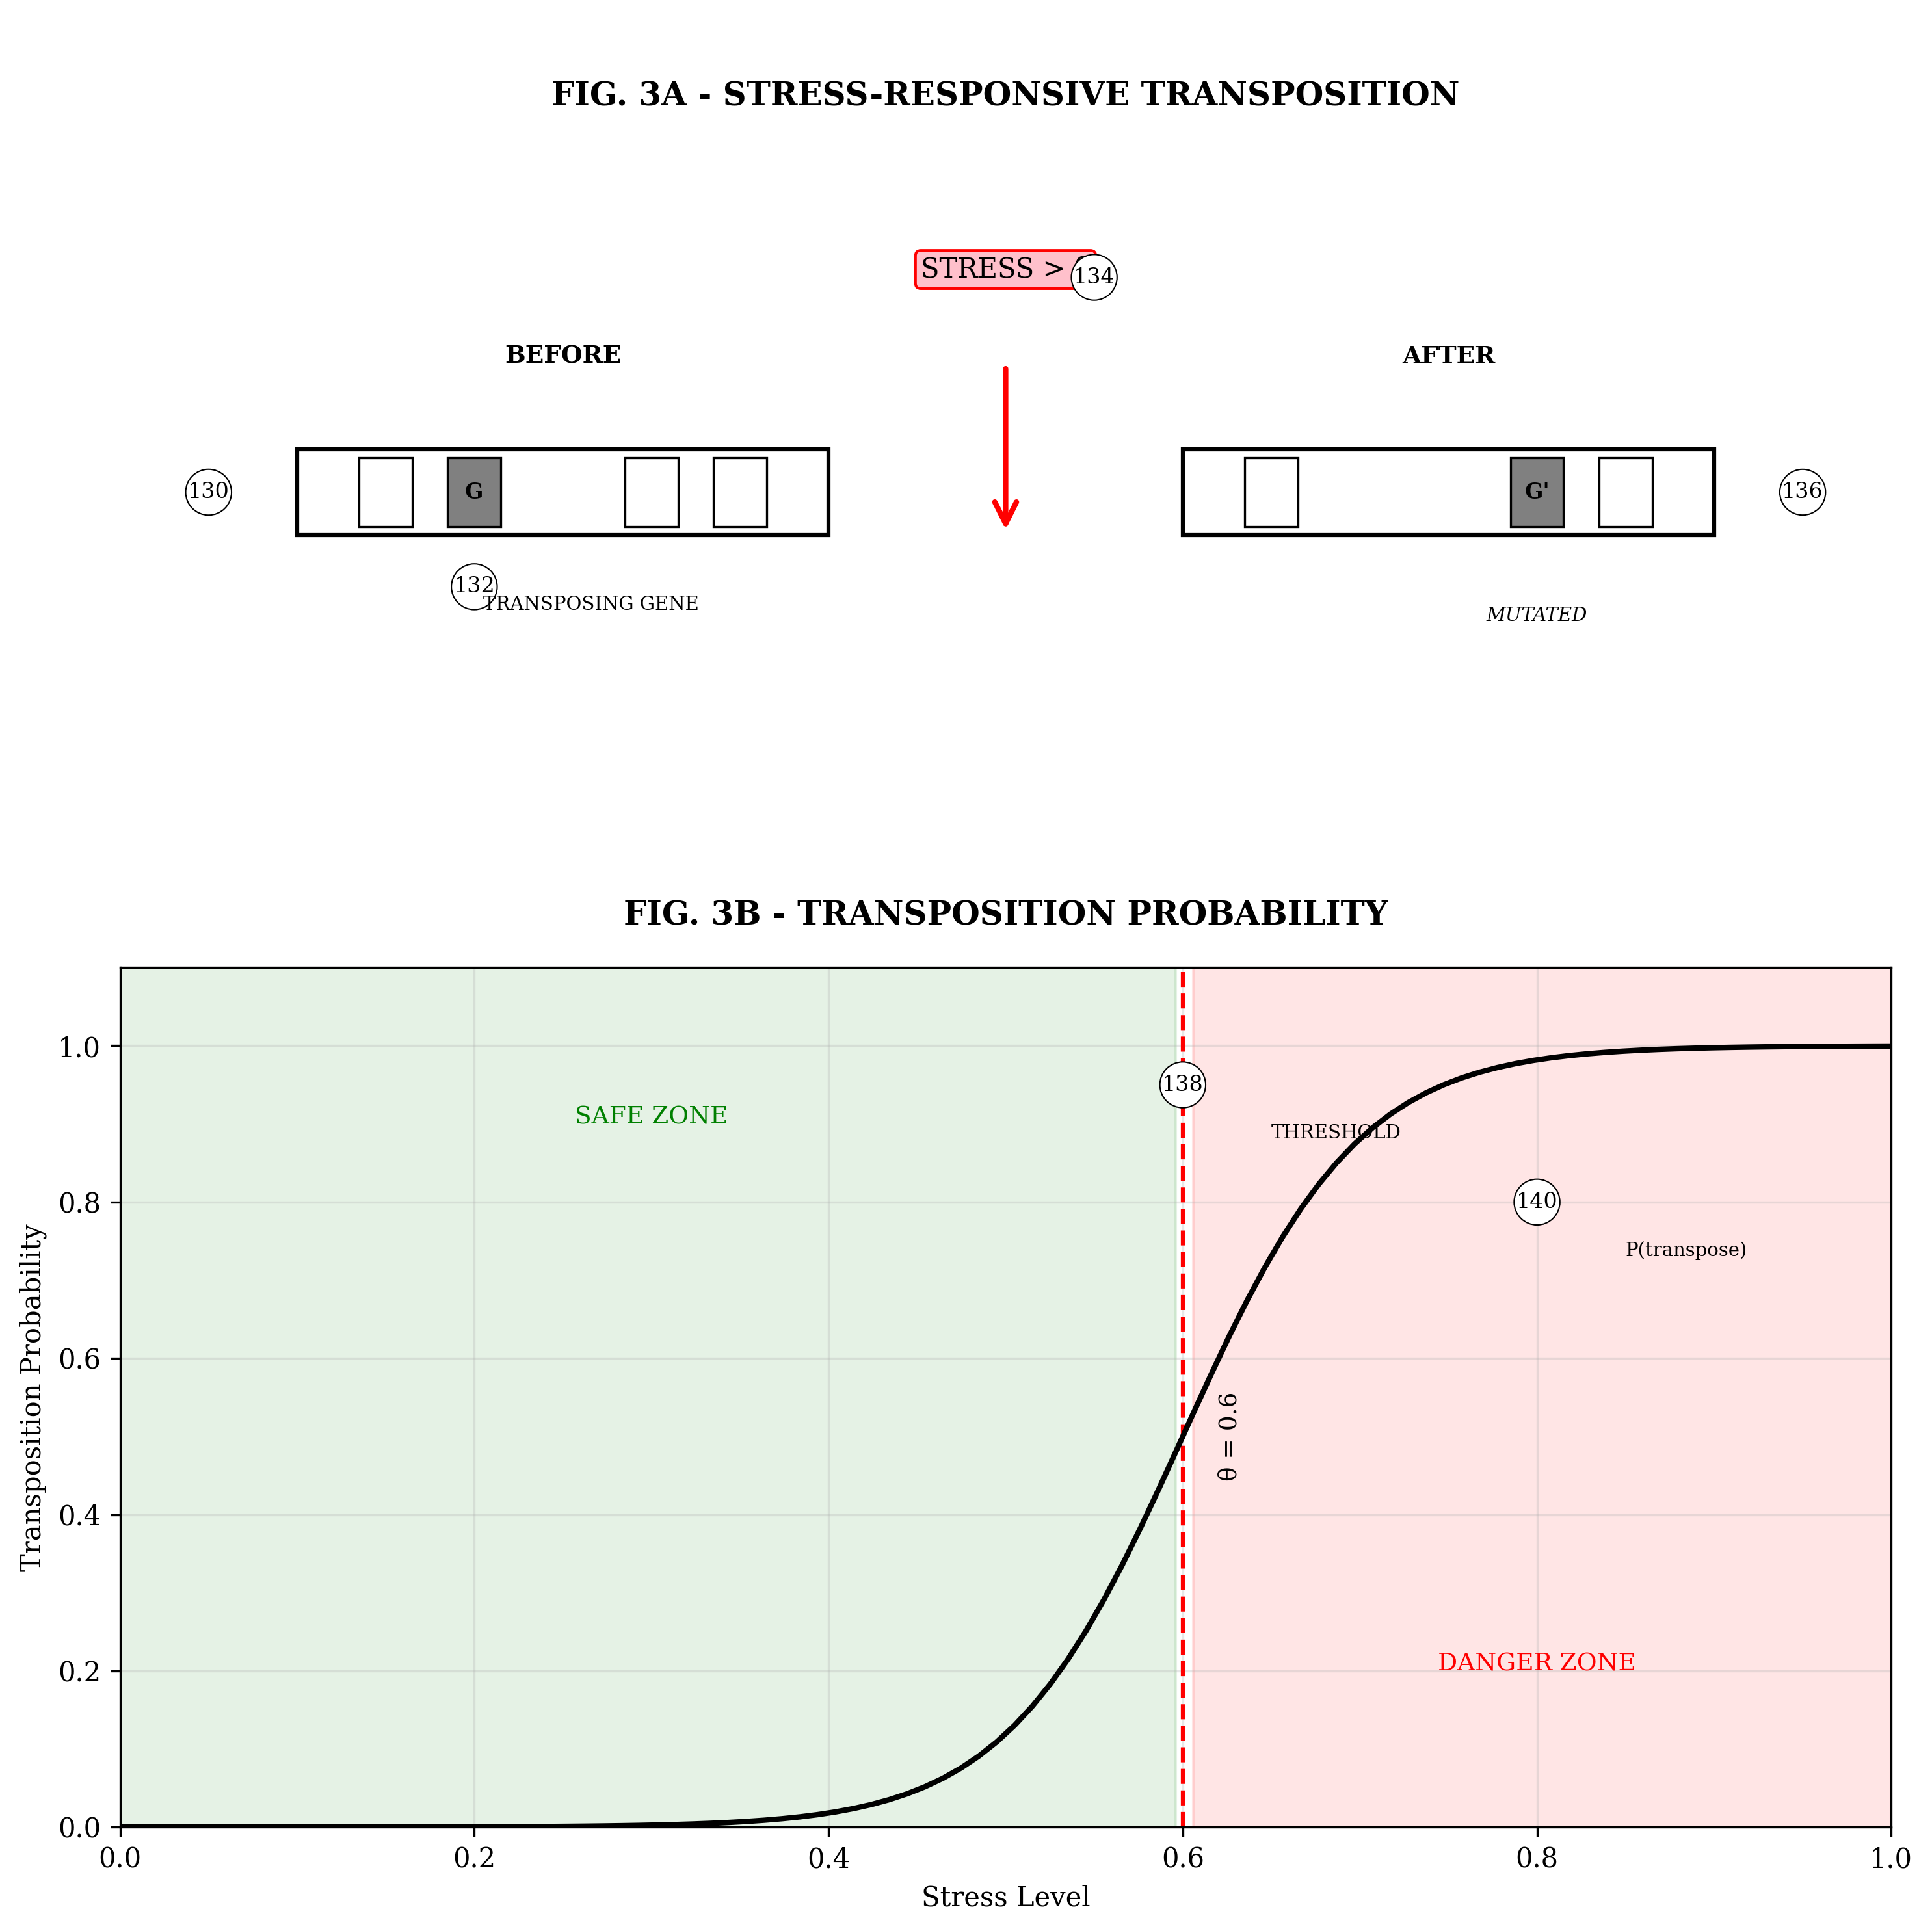 FIG. 3A - STRESS-RESPONSIVE TRANSPOSITION
STRESS >
134
BEFORE
AFTER
130
G
G'
136
132
TRANSPOSING GENE
MUTATED
FIG. 3B - TRANSPOSITION PROBABILITY
1.0
138
SAFE ZONE
THRESHOLD
0.8
140
P(transpose)
Transposition Probability
0.6
θ = 0.6
0.4
0.2
DANGER ZONE
0.0
0.0 0.2 0.4 0.6 0.8 1.0
Stress Level